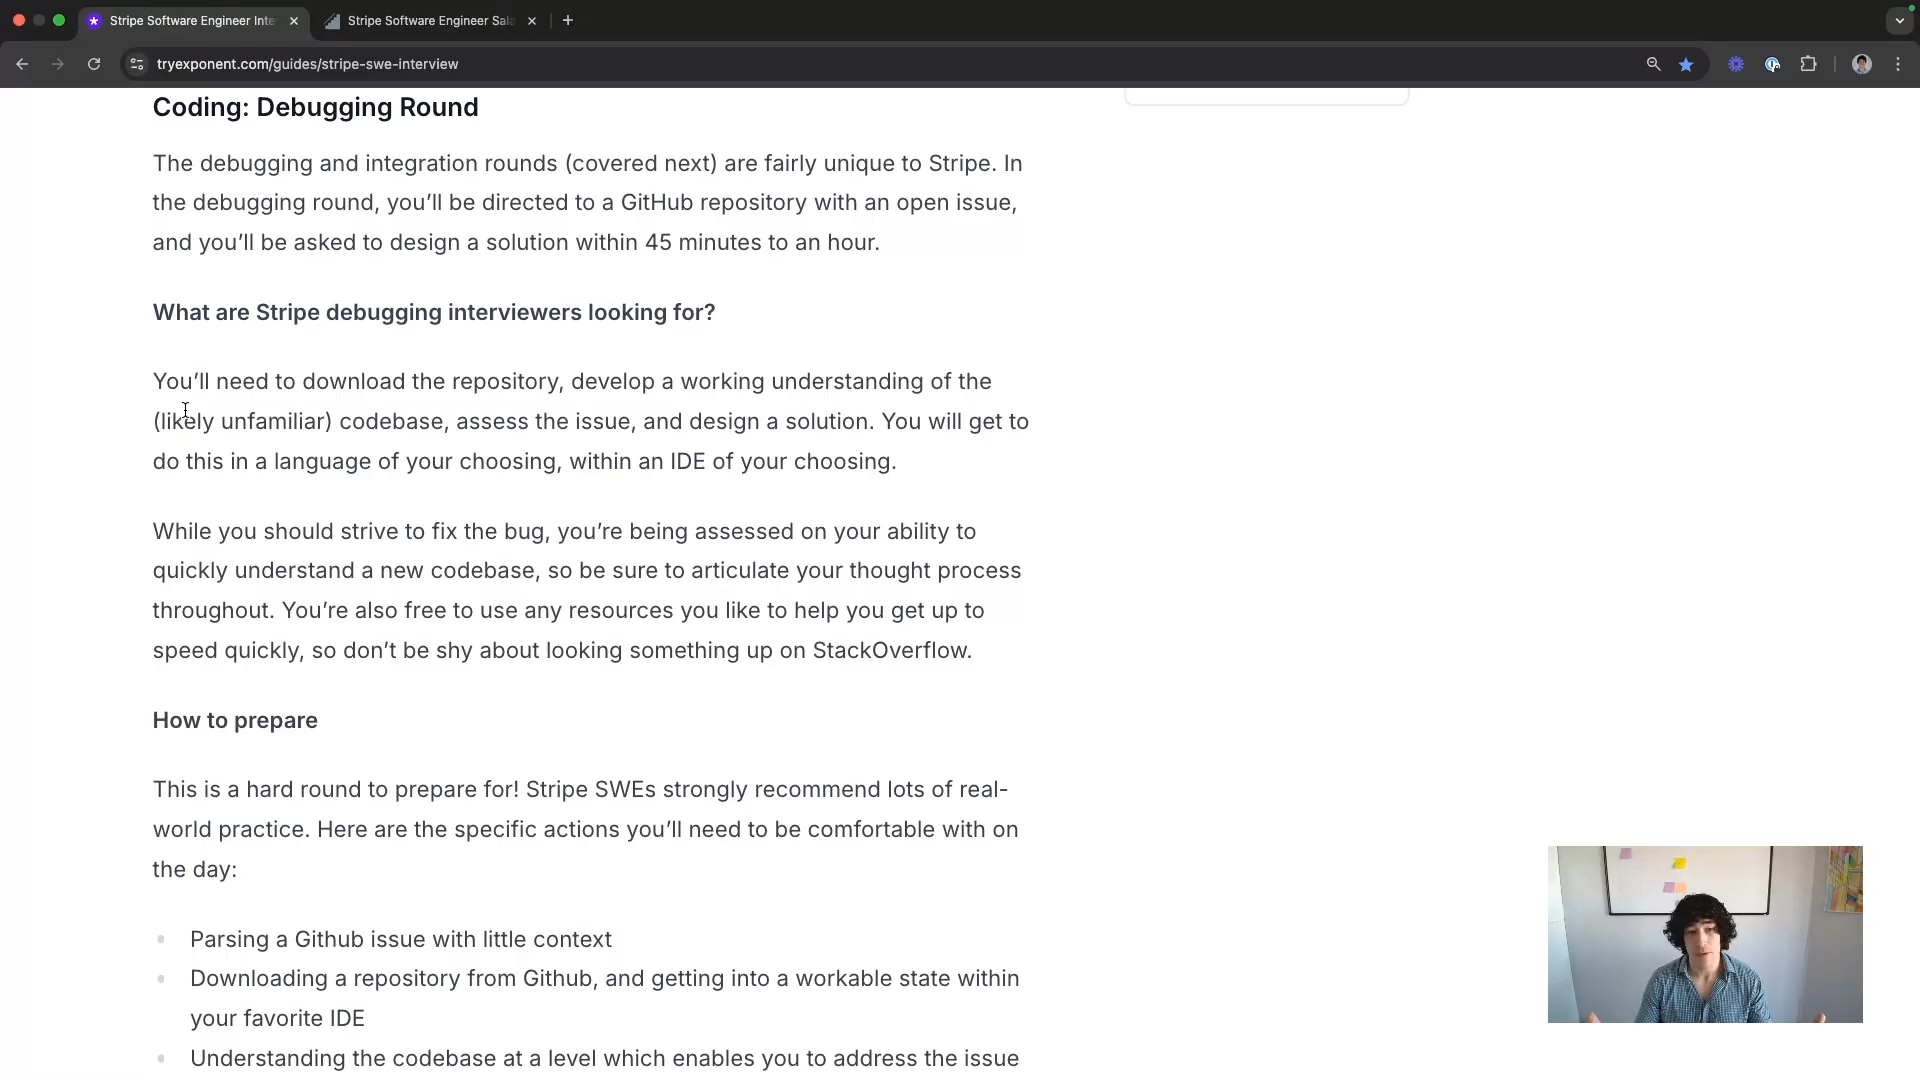 Stripe Software Engineer Inte
Stripe Software Engineer Sala
tryexponent.com/guides/stripe-swe-interview
Coding: Debugging Round
The debugging and integration rounds (covered next) are fairly unique to Stripe. In
the debugging round, you’ll be directed to a GitHub repository with an open issue,
and you’ll be asked to design a solution within 45 minutes to an hour.
What are Stripe debugging interviewers looking for?
You’ll need to download the repository, develop a working understanding of the
(likely unfamiliar) codebase, assess the issue, and design a solution. You will get to
do this in a language of your choosing, within an IDE of your choosing.
While you should strive to fix the bug, you’re being assessed on your ability to
quickly understand a new codebase, so be sure to articulate your thought process
throughout. You’re also free to use any resources you like to help you get up to
speed quickly, so don’t be shy about looking something up on StackOverflow.
How to prepare
This is a hard round to prepare for! Stripe SWEs strongly recommend lots of real-
world practice. Here are the specific actions you’ll need to be comfortable with on
the day:
Parsing a Github issue with little context
Downloading a repository from Github, and getting into a workable state within
your favorite IDE
Understanding the codebase at a level which enables you to address the issue